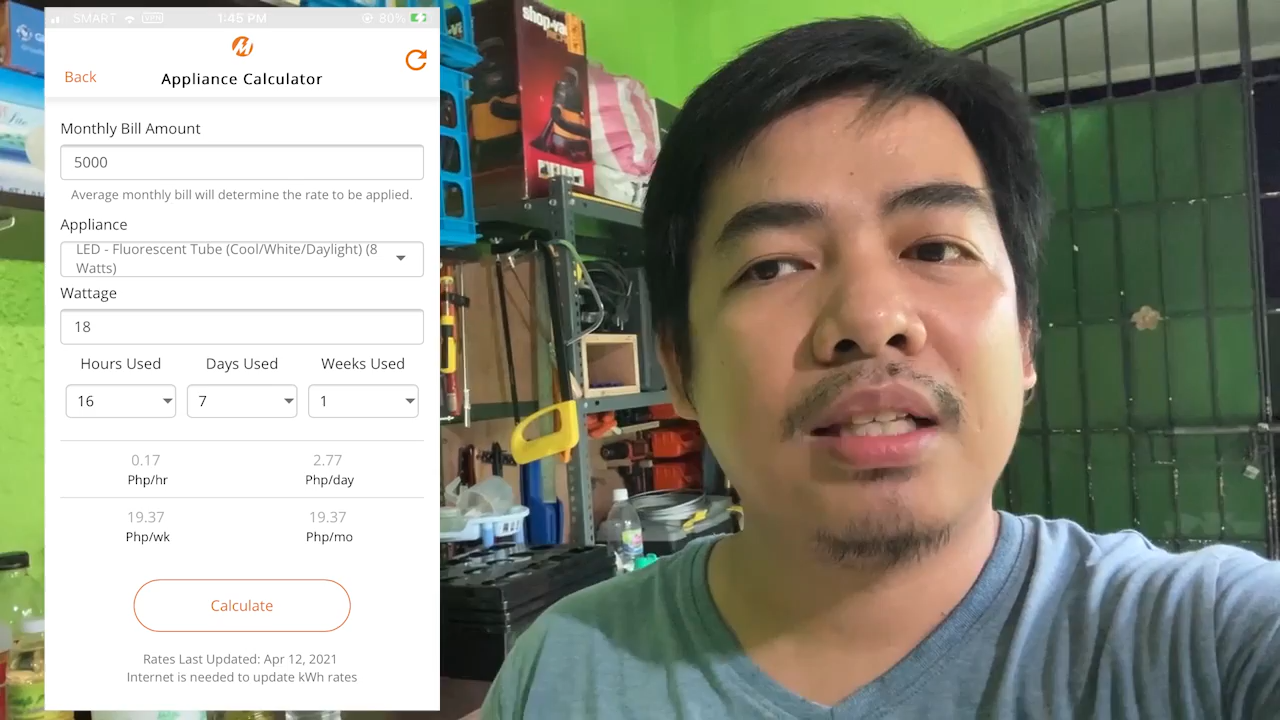 SMART VPN 1:45 PM 80%
Back
Appliance Calculator
Monthly Bill Amount
5000
Average monthly bill will determine the rate to be applied.
Appliance
LED - Fluorescent Tube (Cool/White/Daylight) (8
Watts)
Wattage
18
Hours Used Days Used Weeks Used
16 7 1
0.17 2.77
Php/hr Php/day
19.37 19.37
Php/wk Php/mo
Calculate
Rates Last Updated: Apr 12, 2021
Internet is needed to update kWh rates